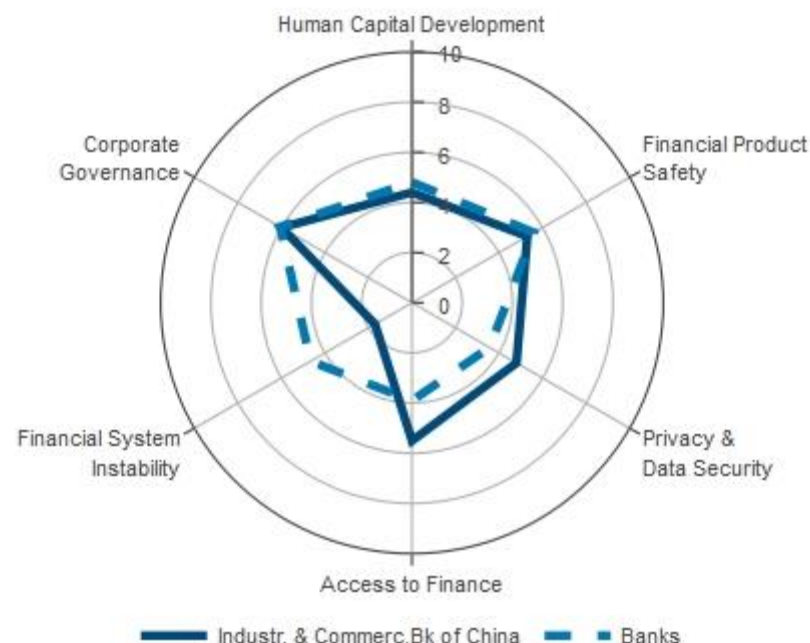 Human Capital Development
10
Corporate
Governance
8
Financial Product
Safety
6
4
2
0
Financial System
Instability
Privacy &
Data Security
Access to Finance
Industr. & Commerc.Bk of China
Banks